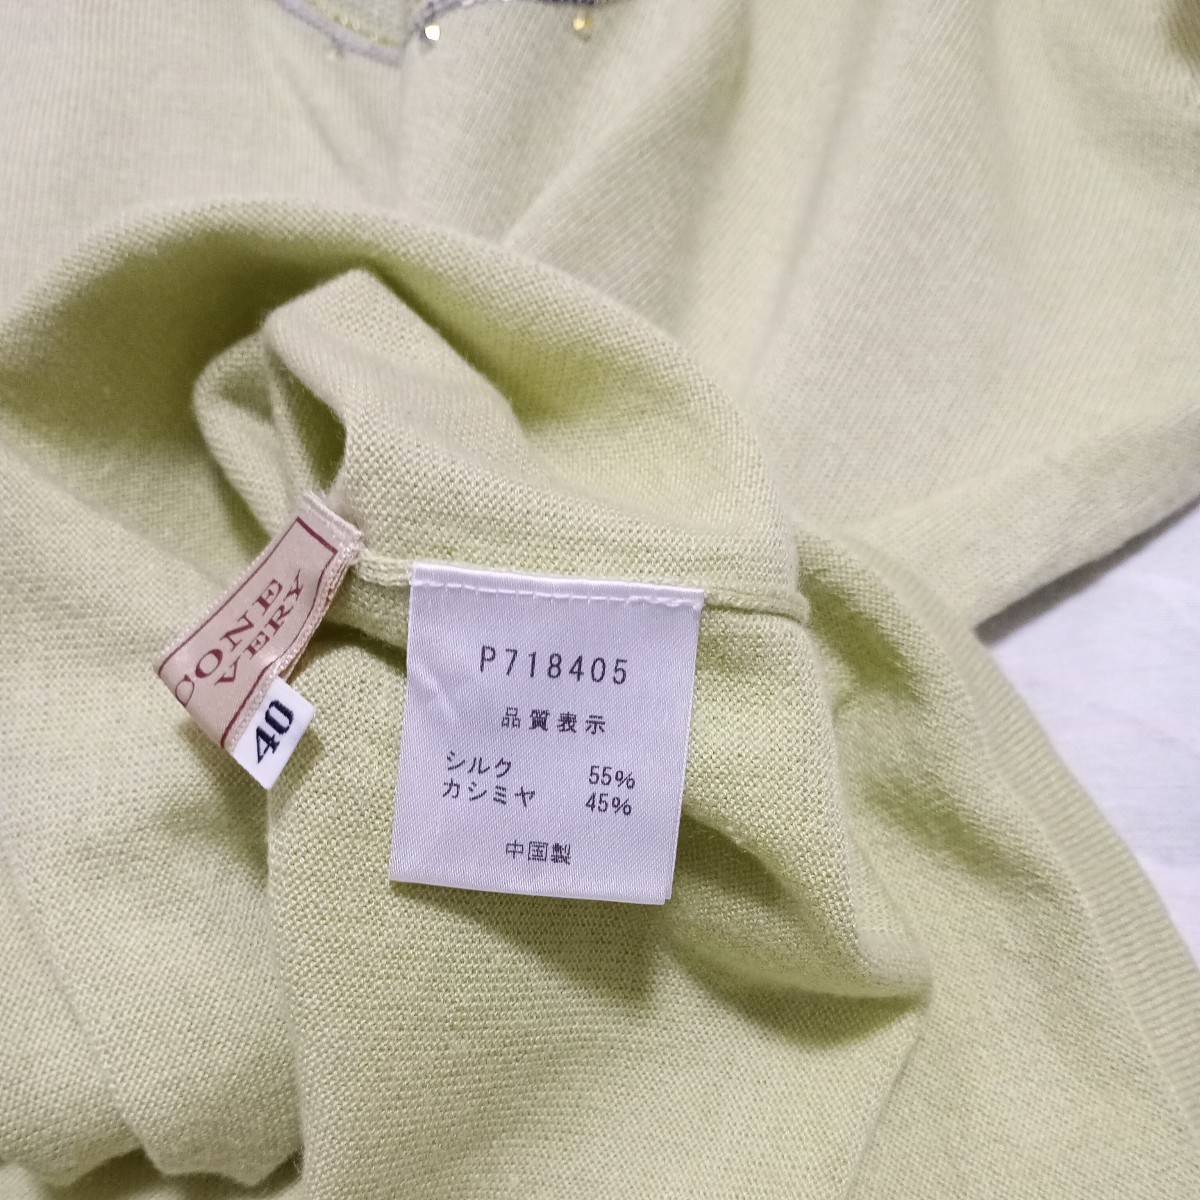 CONE
VERY
40
P718405
品質表示
シルク 55%
カシミヤ 45%
中国製